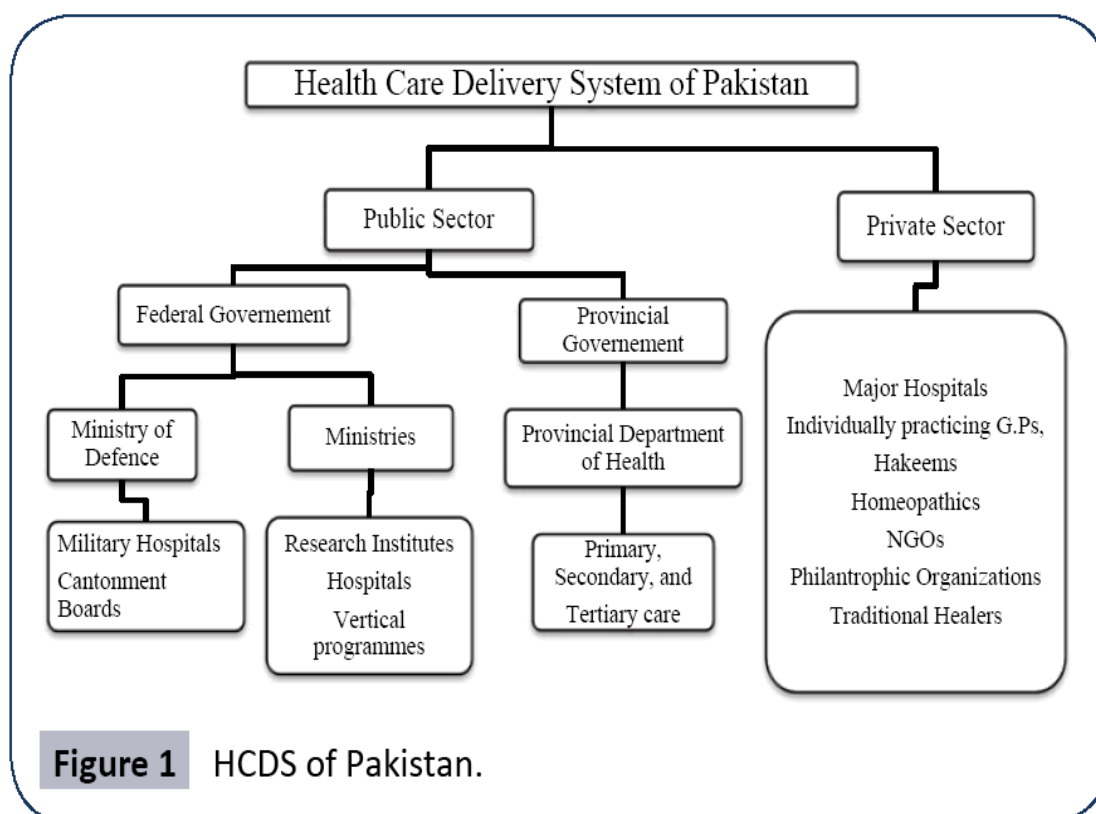 Health Care Delivery System of Pakistan
Public Sector
Private Sector
Federal Governement
Provincial
Governement
Ministry of
Defence
Ministries
Provincial Department
of Health
Military Hospitals
Cantonment
Boards
Research Institutes
Hospitals
Vertical
programmes
Primary,
Secondary, and
Tertiary care
Major Hospitals
Individually practicing G.Ps,
Hakeems
Homeopathics
NGOs
Philantrophic Organizations
Traditional Healers
Figure 1 HCDS of Pakistan.